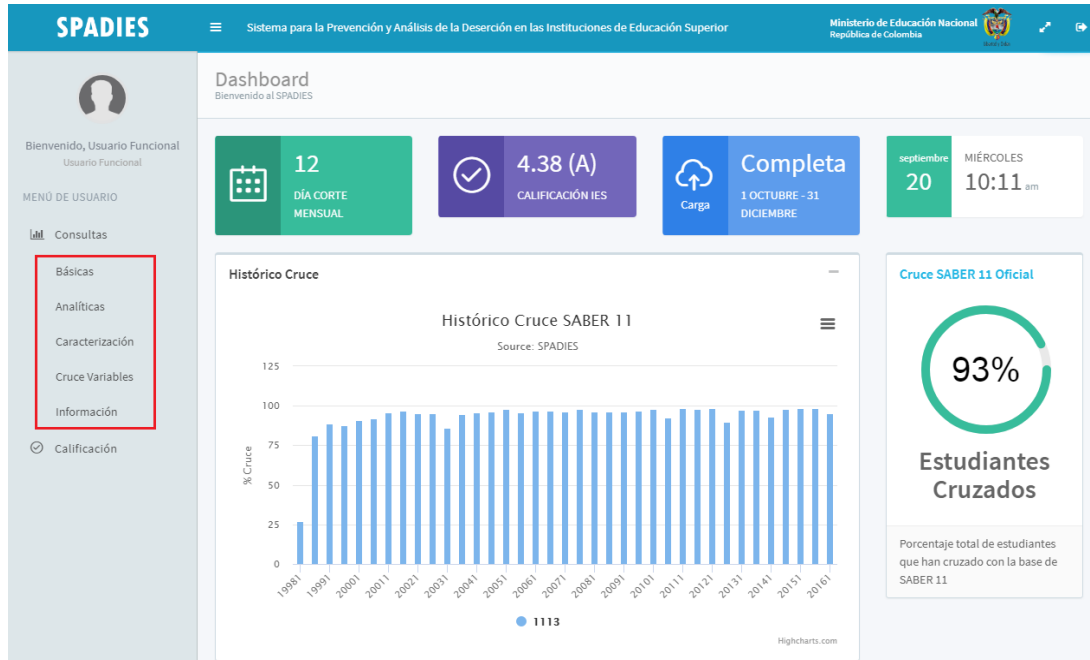 SPADIES
Sistema para la Prevención y Análisis de la Deserción en las Instituciones de Educación Superior
Ministerio de Educación Nacional
República de Colombia
Bienvenido, Usuario Funcional
Usuario Funcional
MENÚ DE USUARIO
Consultas
Básicas
Analíticas
Caracterización
Cruce Variables
Información
Calificación
Dashboard
Bienvenido al SPADIES
12
DÍA CORTE
MENSUAL
4.38 (A)
CALIFICACIÓN IES
Carga
Completa
1 OCTUBRE - 31
DICIEMBRE
septiembre
20
MIÉRCOLES
10:11 am
Histórico Cruce
Histórico Cruce SABER 11
Source: SPADIES
% Cruce
125
100
75
50
25
0
19981
19991
20001
20011
20021
20031
20041
20051
20061
20071
20081
20091
20101
20111
20121
20131
20141
20151
20161
1113
Highcharts.com
Cruce SABER 11 Oficial
93%
Estudiantes
Cruzados
Porcentaje total de estudiantes
que han cruzado con la base de
SABER 11